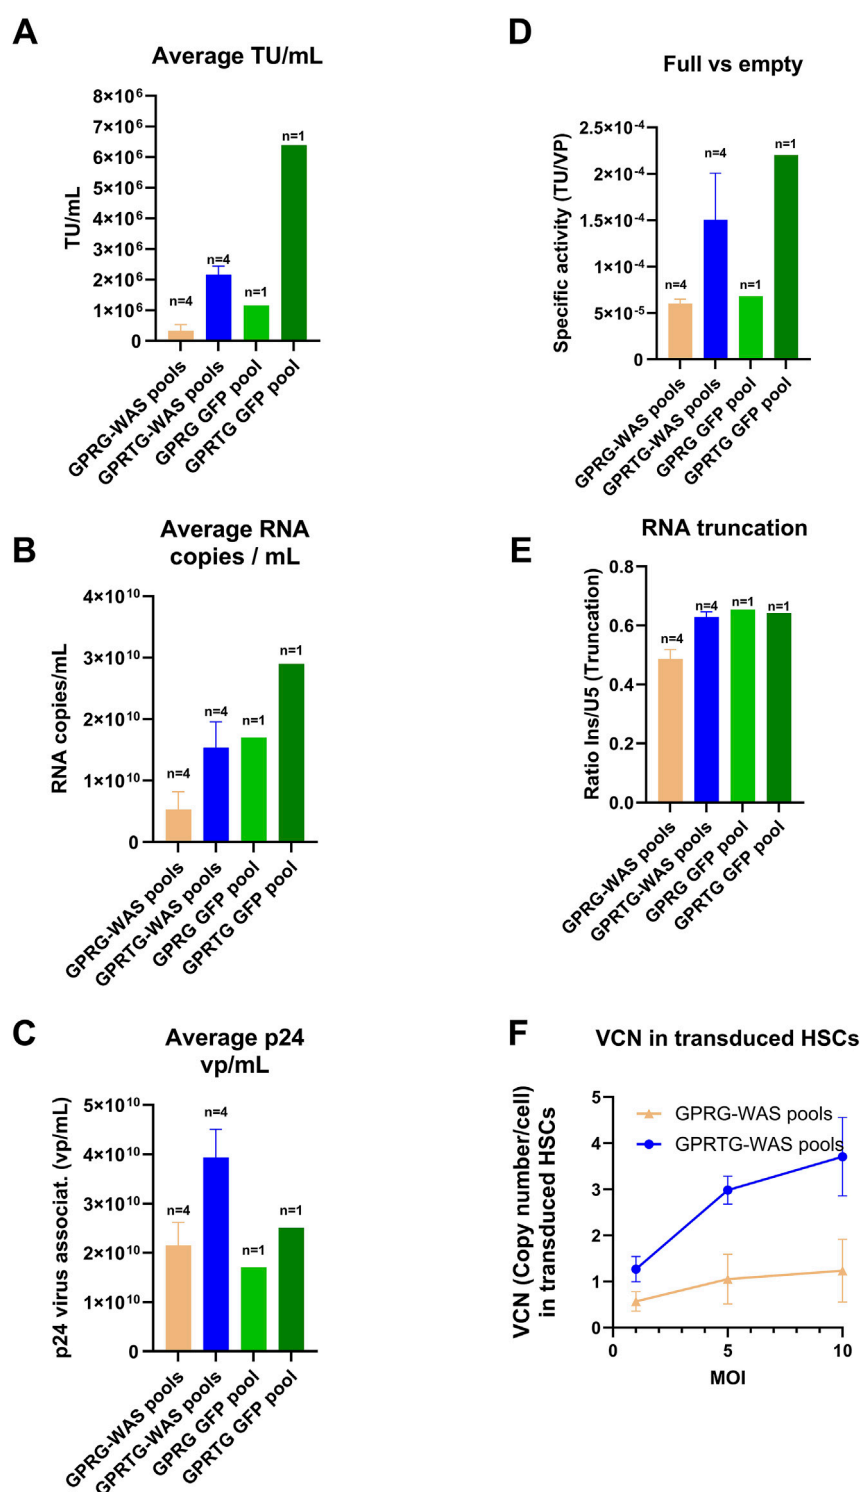 A
Average TU/mL
8×10⁶
7×10⁶
6×10⁶
5×10⁶
4×10⁶
3×10⁶
2×10⁶
1×10⁶
0
TU/mL
n=4
n=4
n=1
n=1
GPRG-WAS pools
GPRTG-WAS pools
GPRG GFP pool
GPRTG GFP pool
B
Average RNA
copies / mL
4×10¹⁰
3×10¹⁰
2×10¹⁰
1×10¹⁰
0
RNA copies/mL
n=4
n=4
n=1
n=1
GPRG-WAS pools
GPRTG-WAS pools
GPRG GFP pool
GPRTG GFP pool
C
Average p24
vp/mL
5×10¹⁰
4×10¹⁰
3×10¹⁰
2×10¹⁰
1×10¹⁰
0
p24 virus associat. (vp/mL)
n=4
n=4
n=1
n=1
GPRG-WAS pools
GPRTG-WAS pools
GPRG GFP pool
GPRTG GFP pool
D
Full vs empty
2.5×10⁻⁴
2×10⁻⁴
1×10⁻⁴
1×10⁻⁴
5×10⁻⁵
0
Specific activity (TU/VP)
n=4
n=4
n=1
n=1
GPRG-WAS pools
GPRTG-WAS pools
GPRG GFP pool
GPRTG GFP pool
E
RNA truncation
0.8
0.6
0.4
0.2
0.0
Ratio Ins/U5 (Truncation)
n=4
n=4
n=1
n=1
GPRG-WAS pools
GPRTG-WAS pools
GPRG GFP pool
GPRTG GFP pool
F
VCN in transduced HSCs
5
4
3
2
1
0
VCN (Copy number/cell)
in transduced HSCs
GPRG-WAS pools
GPRTG-WAS pools
0
5
10
MOI